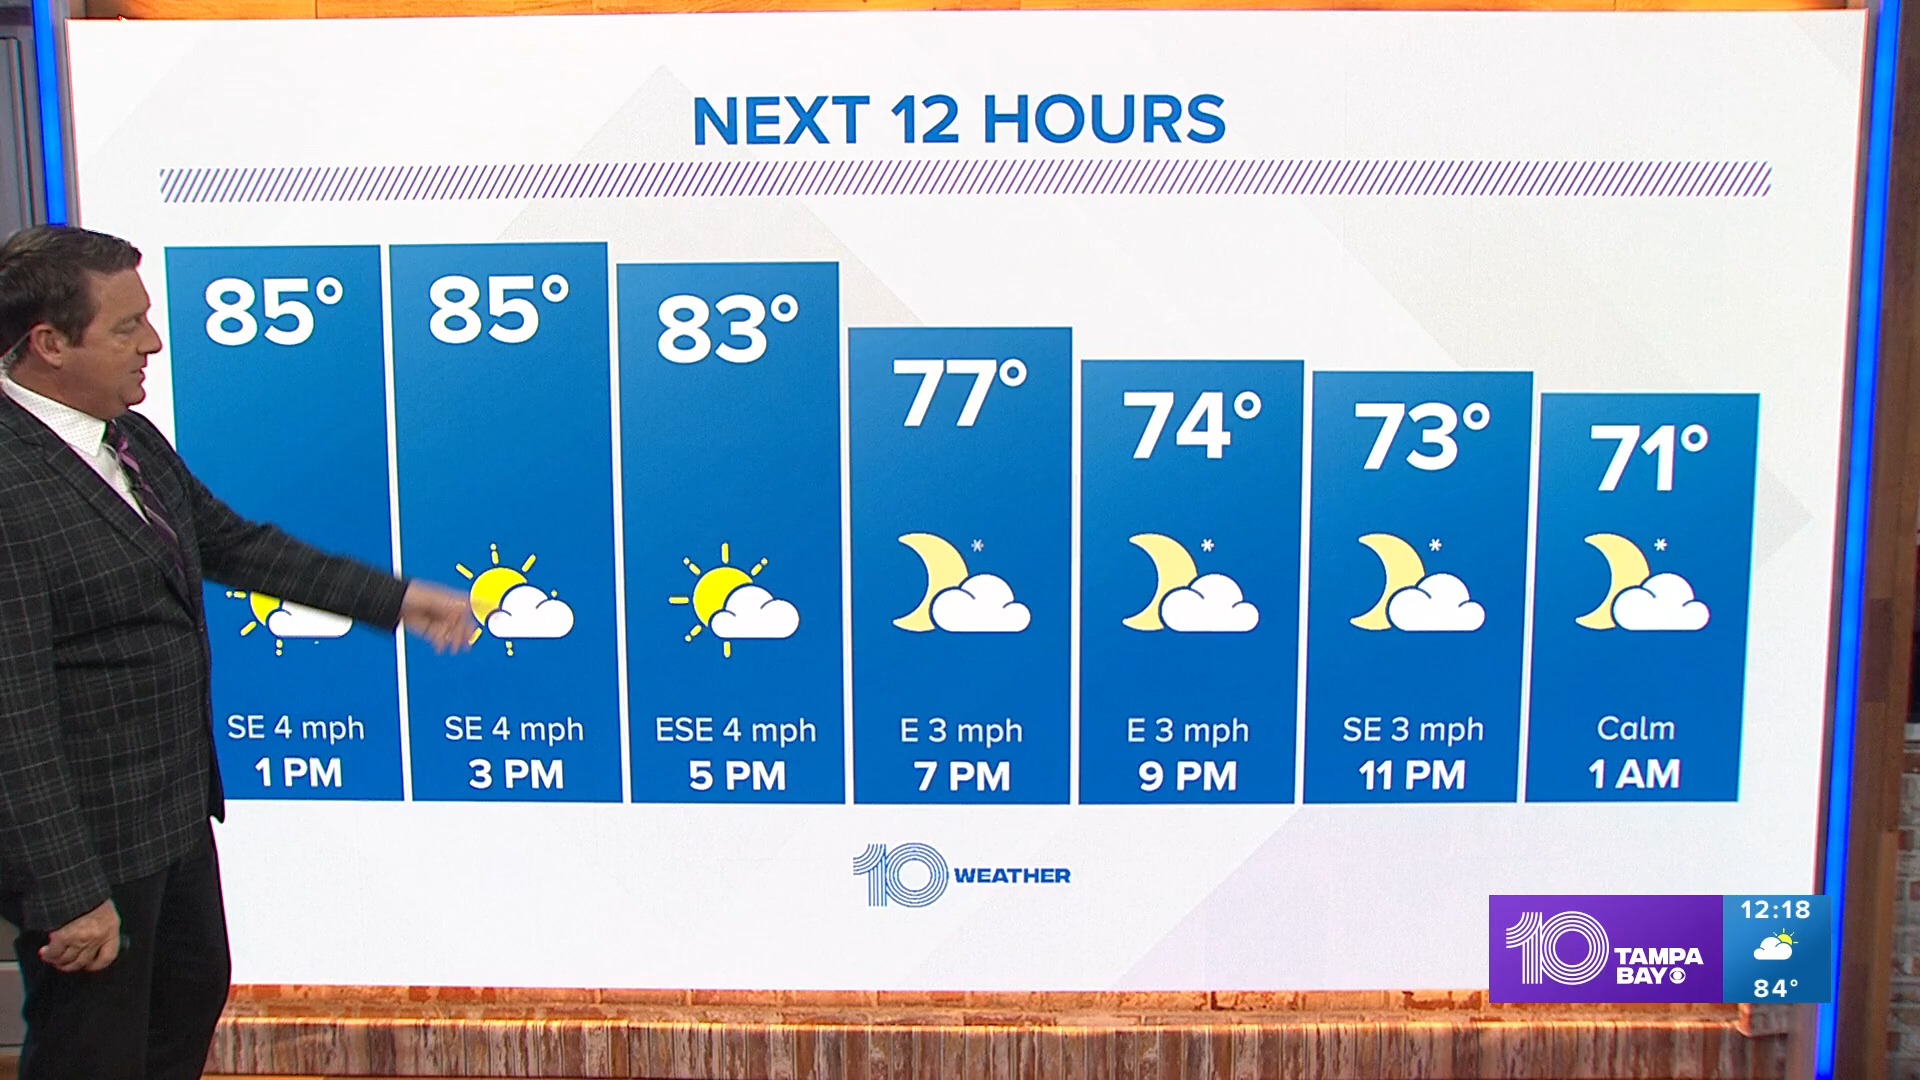 NEXT 12 HOURS
85° 85° 83° 77° 74° 73° 71°
SE 4 mph SE 4 mph ESE 4 mph E 3 mph E 3 mph SE 3 mph Calm
1 PM 3 PM 5 PM 7 PM 9 PM 11 PM 1 AM
10 WEATHER
10 TAMPA BAY
12:18
84°